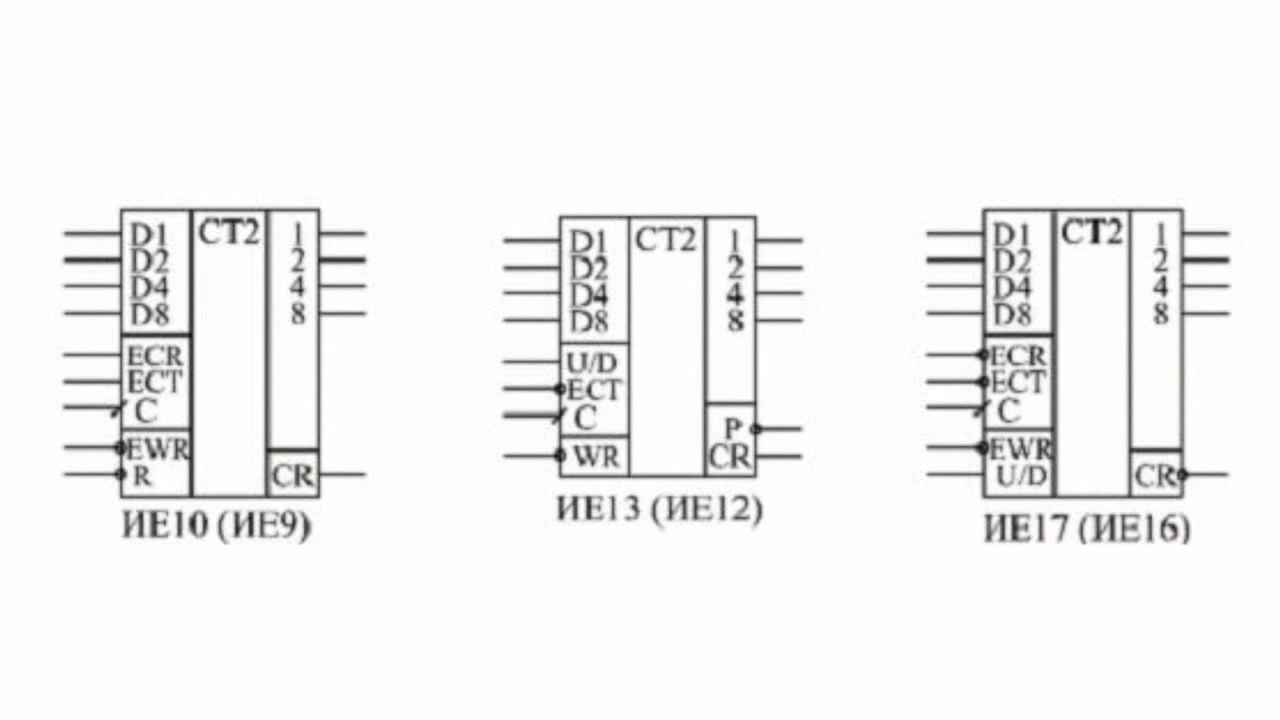 D1 CT2 1
D2 2
D4 4
D8 8
ECR
ECT
C
EWR
R CR
ИЕ10 (ИЕ9)
D1 CT2 1
D2 2
D4 4
D8 8
U/D
ECT
C P
WR CR
ИЕ13 (ИЕ12)
D1 CT2 1
D2 2
D4 4
D8 8
ECR
ECT
C
EWR
U/D CR
ИЕ17 (ИЕ16)